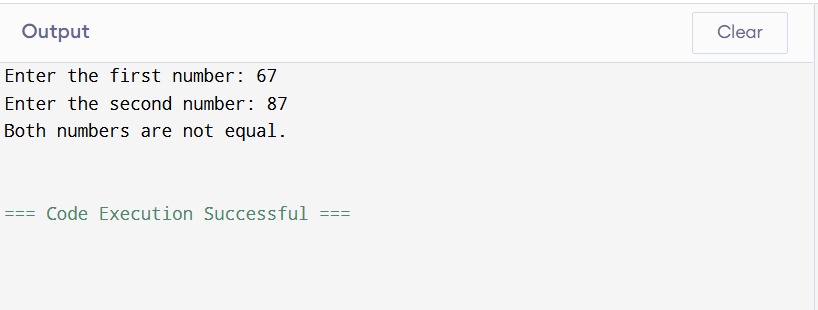 Output
Clear
Enter the first number: 67
Enter the second number: 87
Both numbers are not equal.
=== Code Execution Successful ===